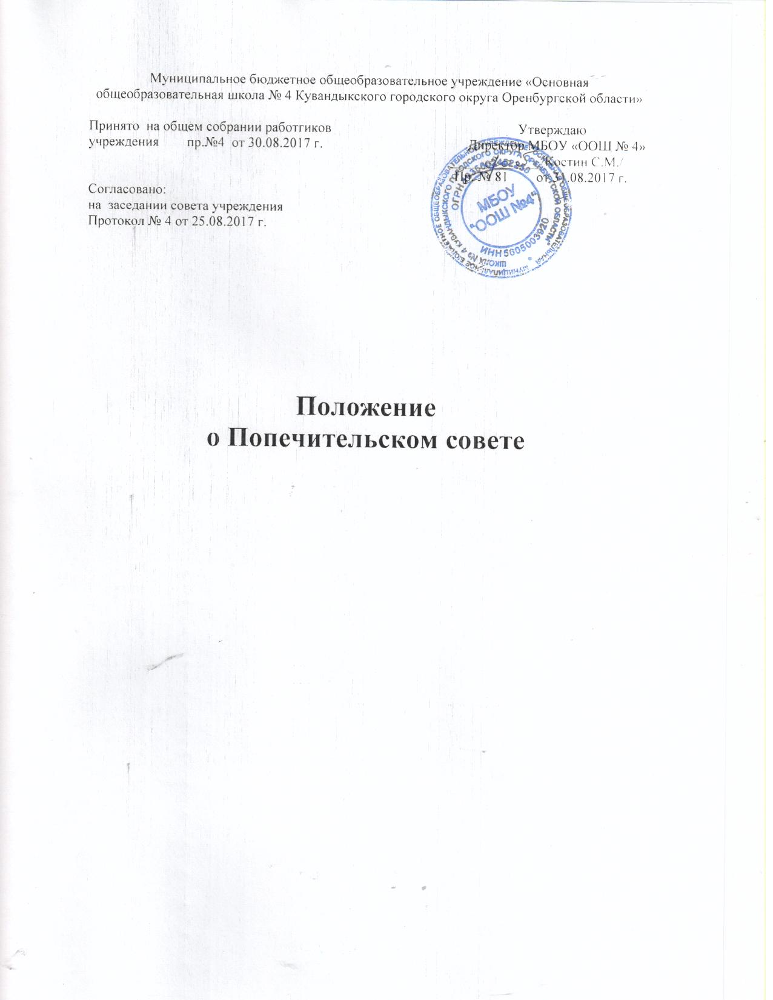 Муниципальное бюджетное общеобразовательное учреждение «Основная
общеобразовательная школа № 4 Кувандыкского городского округа Оренбургской области»
Принято на общем собрании работгиков
учреждения пр.№4 от 30.08.2017 г.
Согласовано:
на заседании совета учреждения
Протокол № 4 от 25.08.2017 г.
Утверждаю
Директор МБОУ «ООШ № 4»
Костин С.М./
Пр. № 81 от 31.08.2017 г.
МБОУ
"ООШ №4"
ИНН 5605003920
Положение
о Попечительском совете